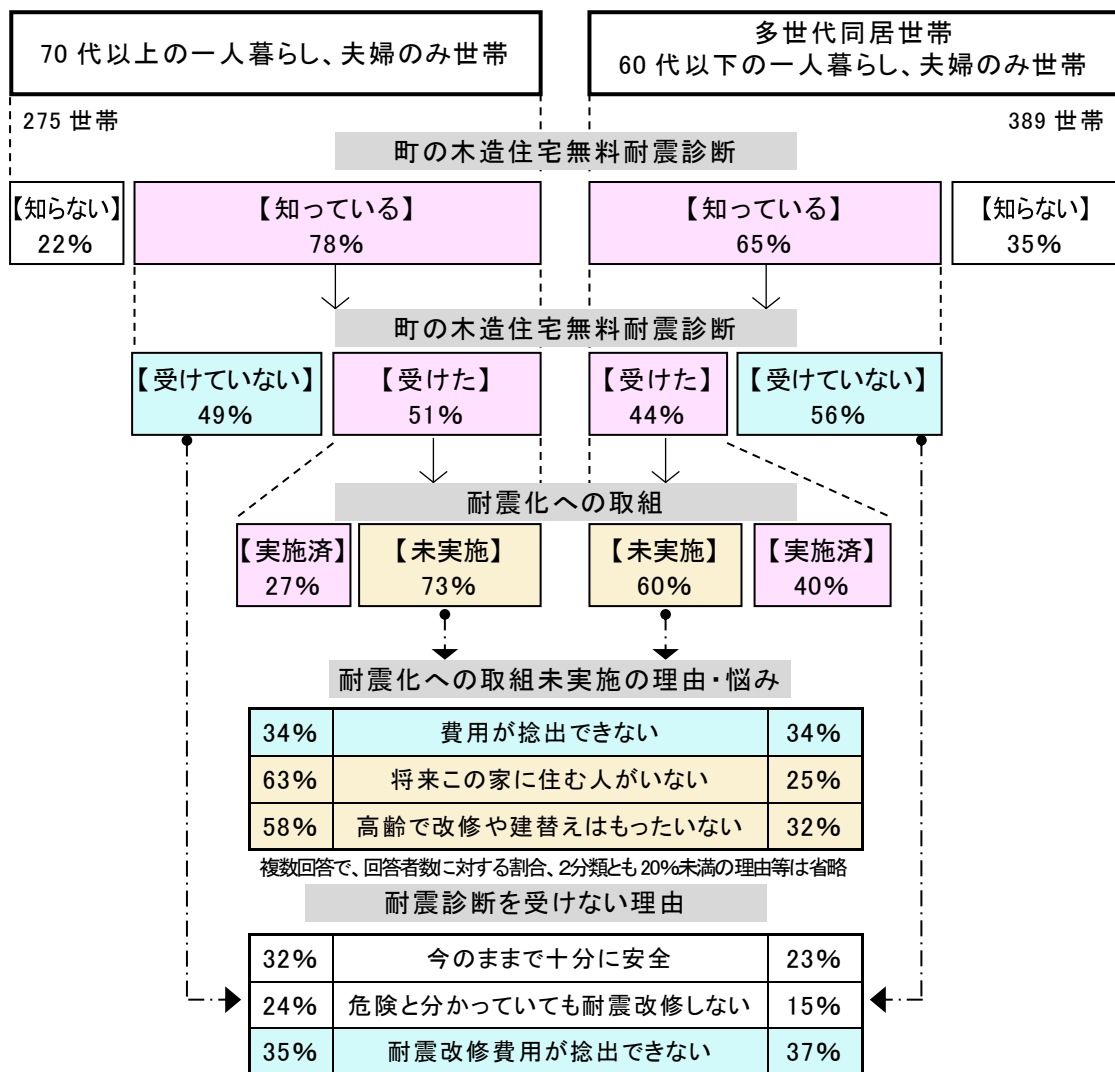 70 代以上の一人暮らし、夫婦のみ世帯
多世代同居世帯
60 代以下の一人暮らし、夫婦のみ世帯
275 世帯
389 世帯
町の木造住宅無料耐震診断
【知らない】
22%
【知っている】
78%
【知っている】
65%
【知らない】
35%
町の木造住宅無料耐震診断
【受けていない】
49%
【受けた】
51%
【受けた】
44%
【受けていない】
56%
耐震化への取組
【実施済】
27%
【未実施】
73%
【未実施】
60%
【実施済】
40%
耐震化への取組未実施の理由・悩み
34% 費用が捻出できない 34%
63% 将来この家に住む人がいない 25%
58% 高齢で改修や建替えはもったいない 32%
複数回答で、回答者数に対する割合、2分類とも 20%未満の理由等は省略
耐震診断を受けない理由
32% 今のままで十分に安全 23%
24% 危険と分かっていても耐震改修しない 15%
35% 耐震改修費用が捻出できない 37%